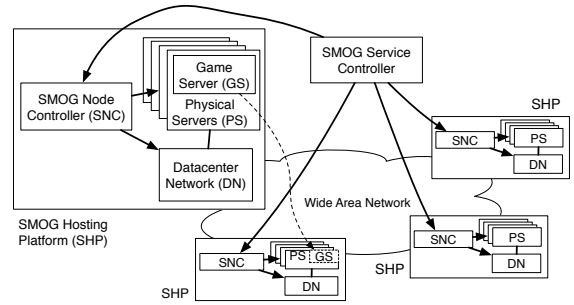 Game
Server (GS)
SMOG Service
Controller
SMOG Node
Controller (SNC)
Physical
Servers (PS)
SHP
SNC
PS
DN
Datacenter
Network (DN)
Wide Area Network
SMOG Hosting
Platform (SHP)
SNC
PS
DN
SHP
SNC
PS
GS
DN
SHP